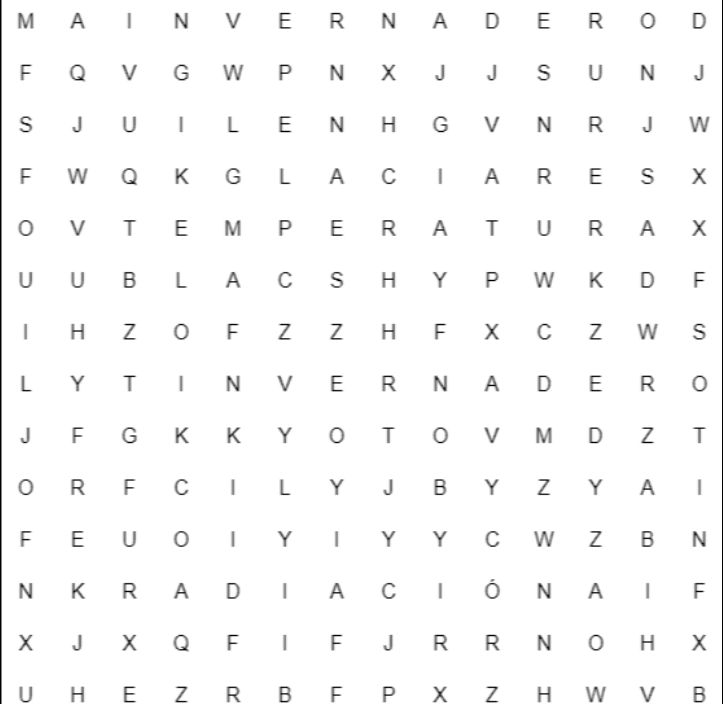 M A I N V E R N A D E R O D
F Q V G W P N X J J S U N J
S J U I L E N H G V N R J W
F W Q K G L A C I A R E S X
O V T E M P E R A T U R A X
U U B L A C S H Y P W K D F
I H Z O F Z Z H F X C Z W S
L Y T I N V E R N A D E R O
J F G K K Y O T O V M D Z T
O R F C I L Y J B Y Z Y A I
F E U O I Y I Y Y C W Z B N
N K R A D I A C I Ó N A I F
X J X Q F I F J R R N O H X
U H E Z R B F P X Z H W V B